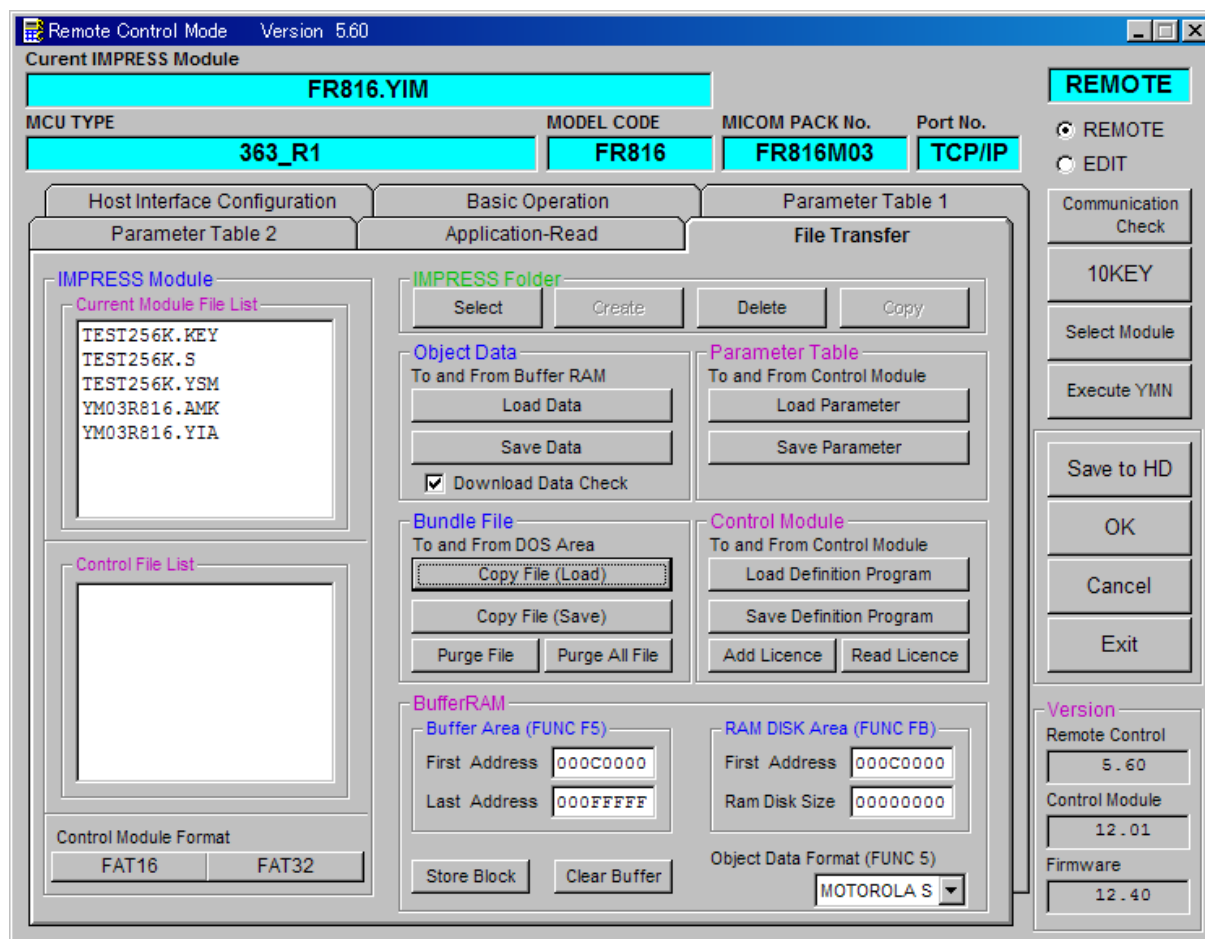 Remote Control Mode Version 5.60
Curent IMPRESS Module
FR816.YIM
REMOTE
MCU TYPE MODEL CODE MICOM PACK No. Port No.
363_R1 FR816 FR816M03 TCP/IP
REMOTE
EDIT
Host Interface Configuration Basic Operation Parameter Table 1
Parameter Table 2 Application-Read File Transfer
Communication
Check
10KEY
Select Module
Execute YMN
Save to HD
OK
Cancel
Exit
IMPRESS Module
Current Module File List
TEST256K.KEY
TEST256K.S
TEST256K.YSM
YM03R816.AMK
YM03R816.YIA
Control File List
Control Module Format
FAT16 FAT32
IMPRESS Folder
Select Create Delete Copy
Object Data
To and From Buffer RAM
Load Data
Save Data
Download Data Check
Parameter Table
To and From Control Module
Load Parameter
Save Parameter
Bundle File
To and From DOS Area
Copy File (Load)
Copy File (Save)
Purge File Purge All File
Control Module
To and From Control Module
Load Definition Program
Save Definition Program
Add Licence Read Licence
BufferRAM
Buffer Area (FUNC F5)
First Address 000C0000
Last Address 000FFFFF
RAM DISK Area (FUNC FB)
First Address 000C0000
Ram Disk Size 00000000
Store Block Clear Buffer
Object Data Format (FUNC 5)
MOTOROLA S
Version
Remote Control
5.60
Control Module
12.01
Firmware
12.40